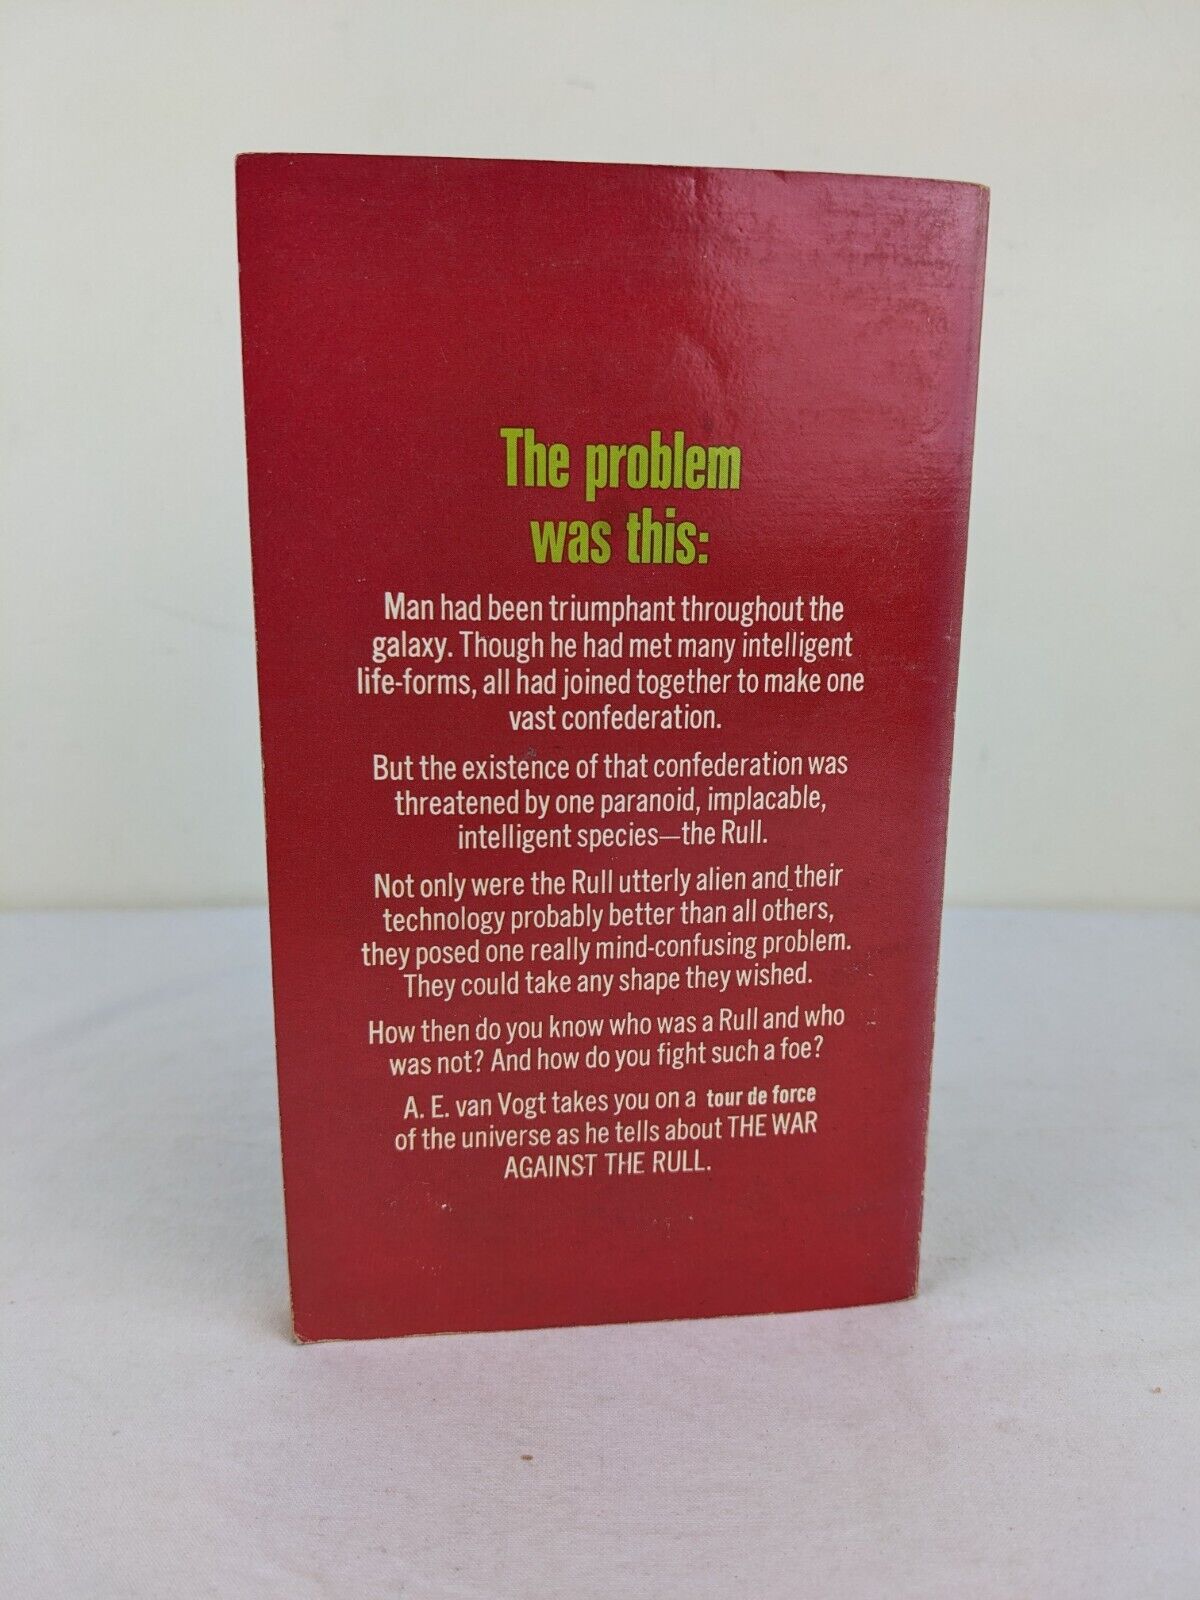 The problem
was this:
Man had been triumphant throughout the
galaxy. Though he had met many intelligent
life-forms, all had joined together to make one
vast confederation.
But the existence of that confederation was
threatened by one paranoid, implacable,
intelligent species—the Rull.
Not only were the Rull utterly alien and their
technology probably better than all others,
they posed one really mind-confusing problem.
They could take any shape they wished.
How then do you know who was a Rull and who
was not? And how do you fight such a foe?
A. E. van Vogt takes you on a tour de force
of the universe as he tells about THE WAR
AGAINST THE RULL.